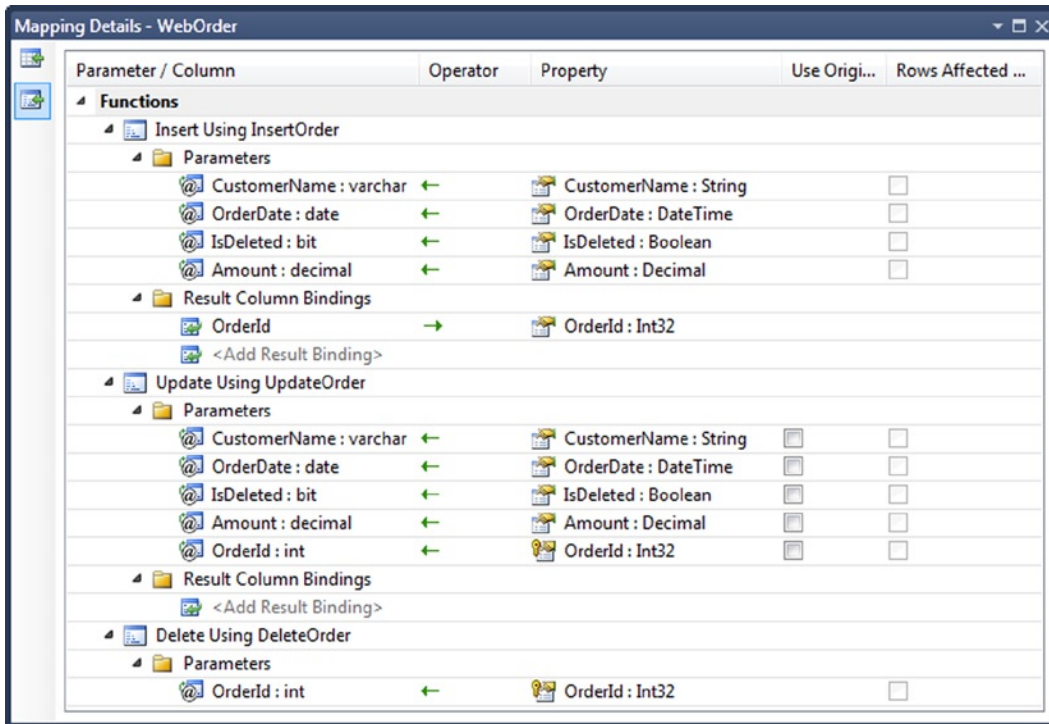 Mapping Details - WebOrder
Parameter / Column Operator Property Use Origi... Rows Affected ...
Functions
Insert Using InsertOrder
Parameters
CustomerName : varchar ← CustomerName : String
OrderDate : date ← OrderDate : DateTime
IsDeleted : bit ← IsDeleted : Boolean
Amount : decimal ← Amount : Decimal
Result Column Bindings
OrderId → OrderId : Int32
<Add Result Binding>
Update Using UpdateOrder
Parameters
CustomerName : varchar ← CustomerName : String
OrderDate : date ← OrderDate : DateTime
IsDeleted : bit ← IsDeleted : Boolean
Amount : decimal ← Amount : Decimal
OrderId : int ← OrderId : Int32
Result Column Bindings
<Add Result Binding>
Delete Using DeleteOrder
Parameters
OrderId : int ← OrderId : Int32